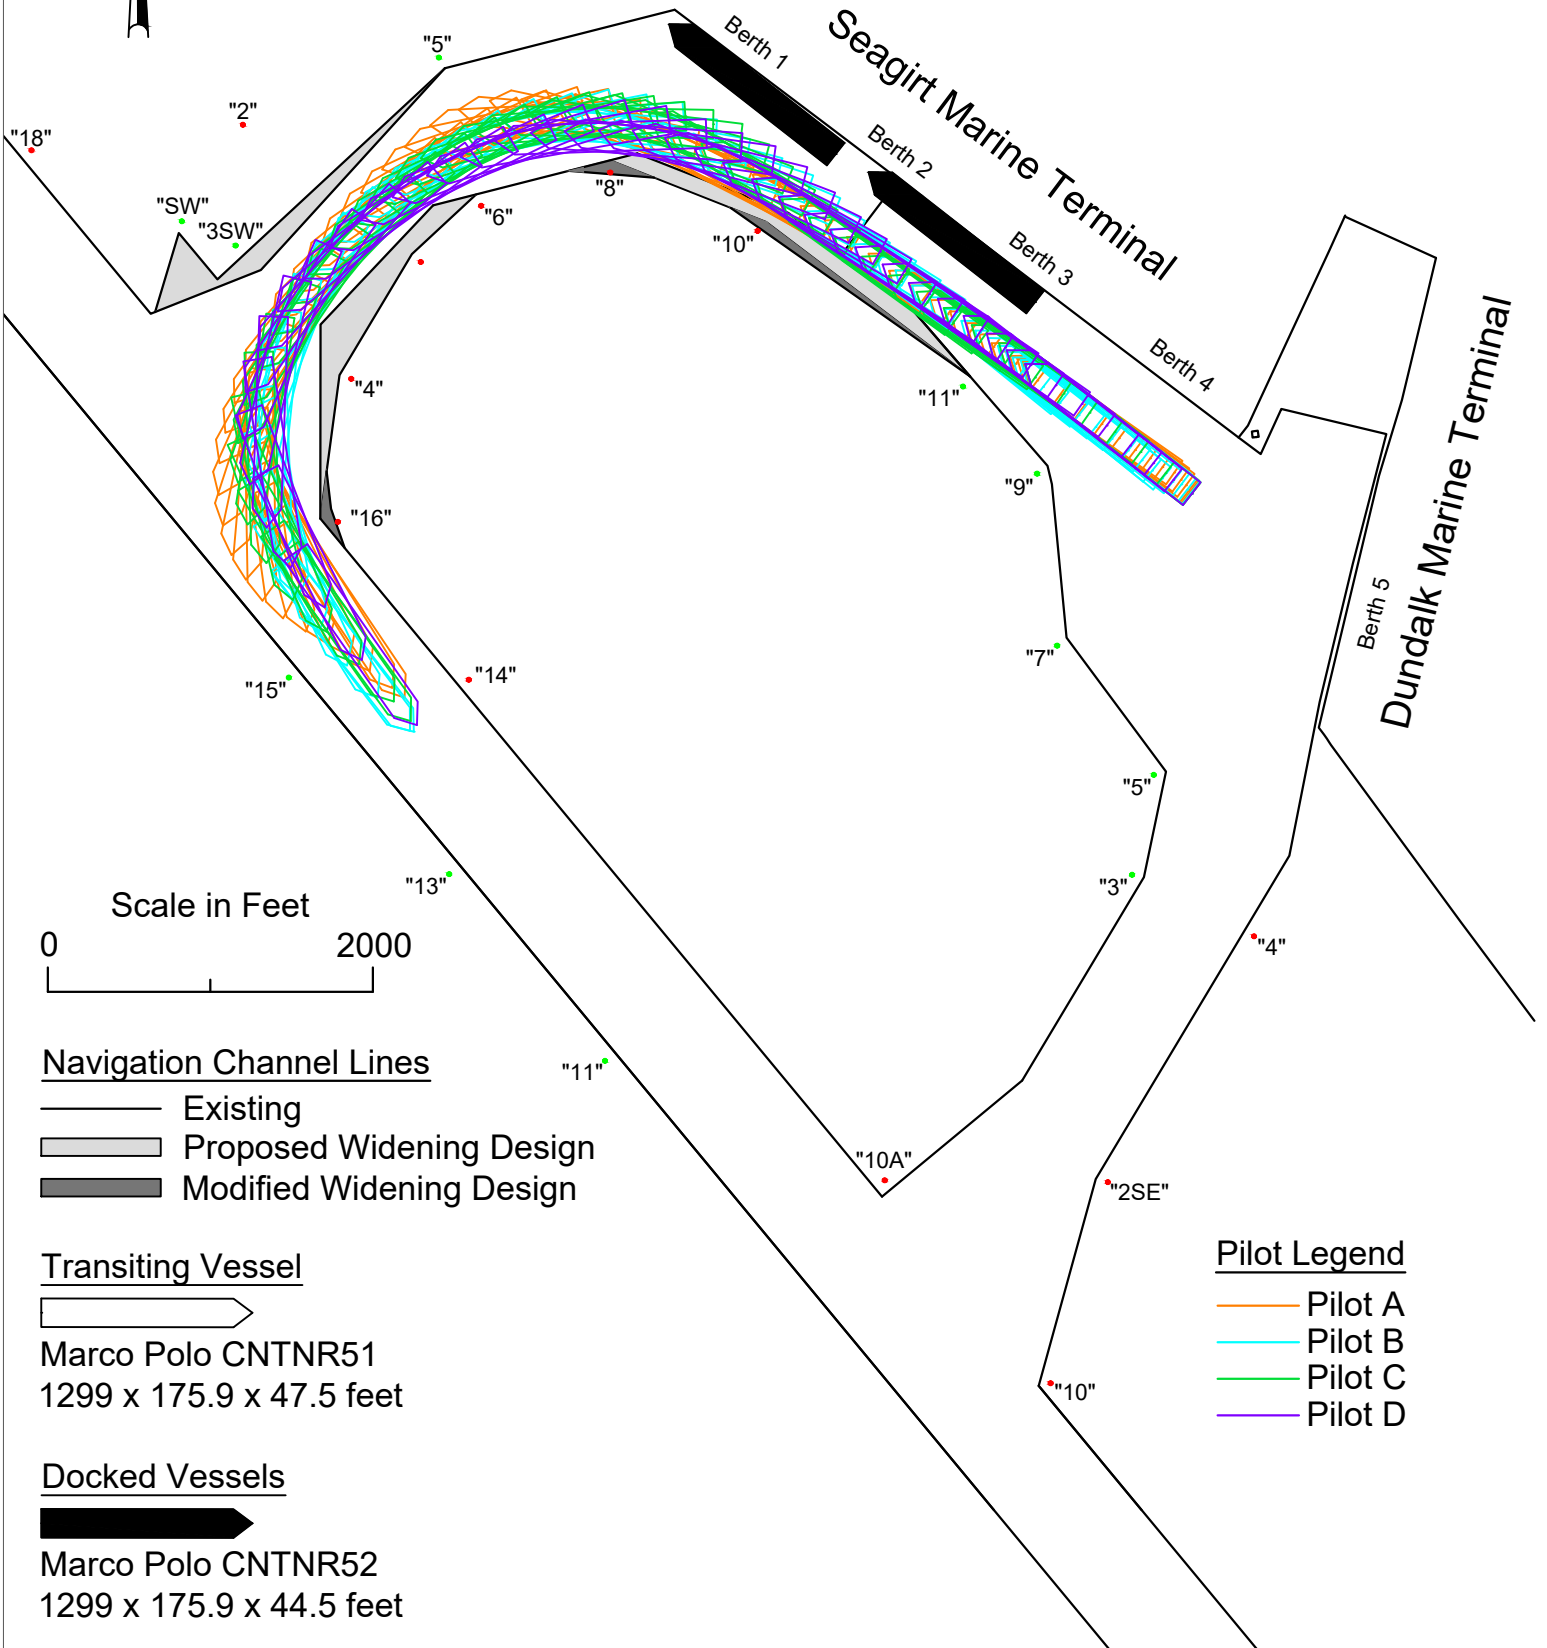 "5"
Berth 1
Seagirt Marine Terminal
"2"
"18"
Berth 2
"8"
"SW"
"3SW"
"6"
"10"
Berth 3
Berth 4
"4"
"11"
"9"
"16"
Dundalk Marine Terminal
Berth 5
"7"
"14"
"15"
"5"
"13"
"3"
Scale in Feet
0 2000
"4"
Navigation Channel Lines
"11"
Existing
Proposed Widening Design
"10A"
Modified Widening Design
"2SE"
Transiting Vessel
Marco Polo CNTNR51
1299 x 175.9 x 47.5 feet
Pilot Legend
Pilot A
Pilot B
Pilot C
Pilot D
"10"
Docked Vessels
Marco Polo CNTNR52
1299 x 175.9 x 44.5 feet